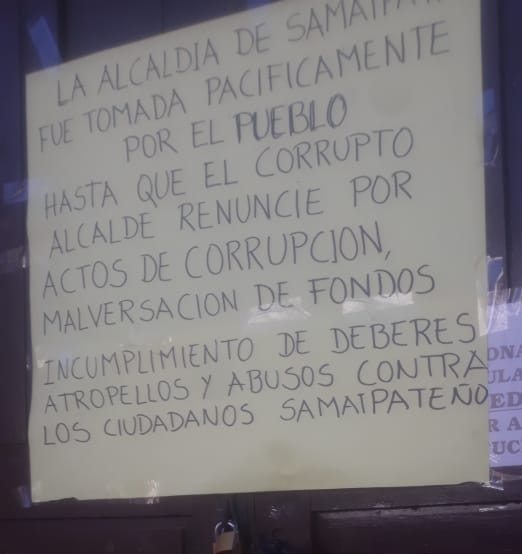 LA ALCALDIA DE SAMAIPATA
FUE TOMADA PACIFICAMENTE
POR EL PUEBLO
HASTA QUE EL CORRUPTO
ALCALDE RENUNCIE POR
ACTOS DE CORRUPCION,
MALVERSACION DE FONDOS
INCUMPLIMIENTO DE DEBERES
ATROPELLOS Y ABUSOS CONTRA
LOS CIUDADANOS SAMAIPATEÑO